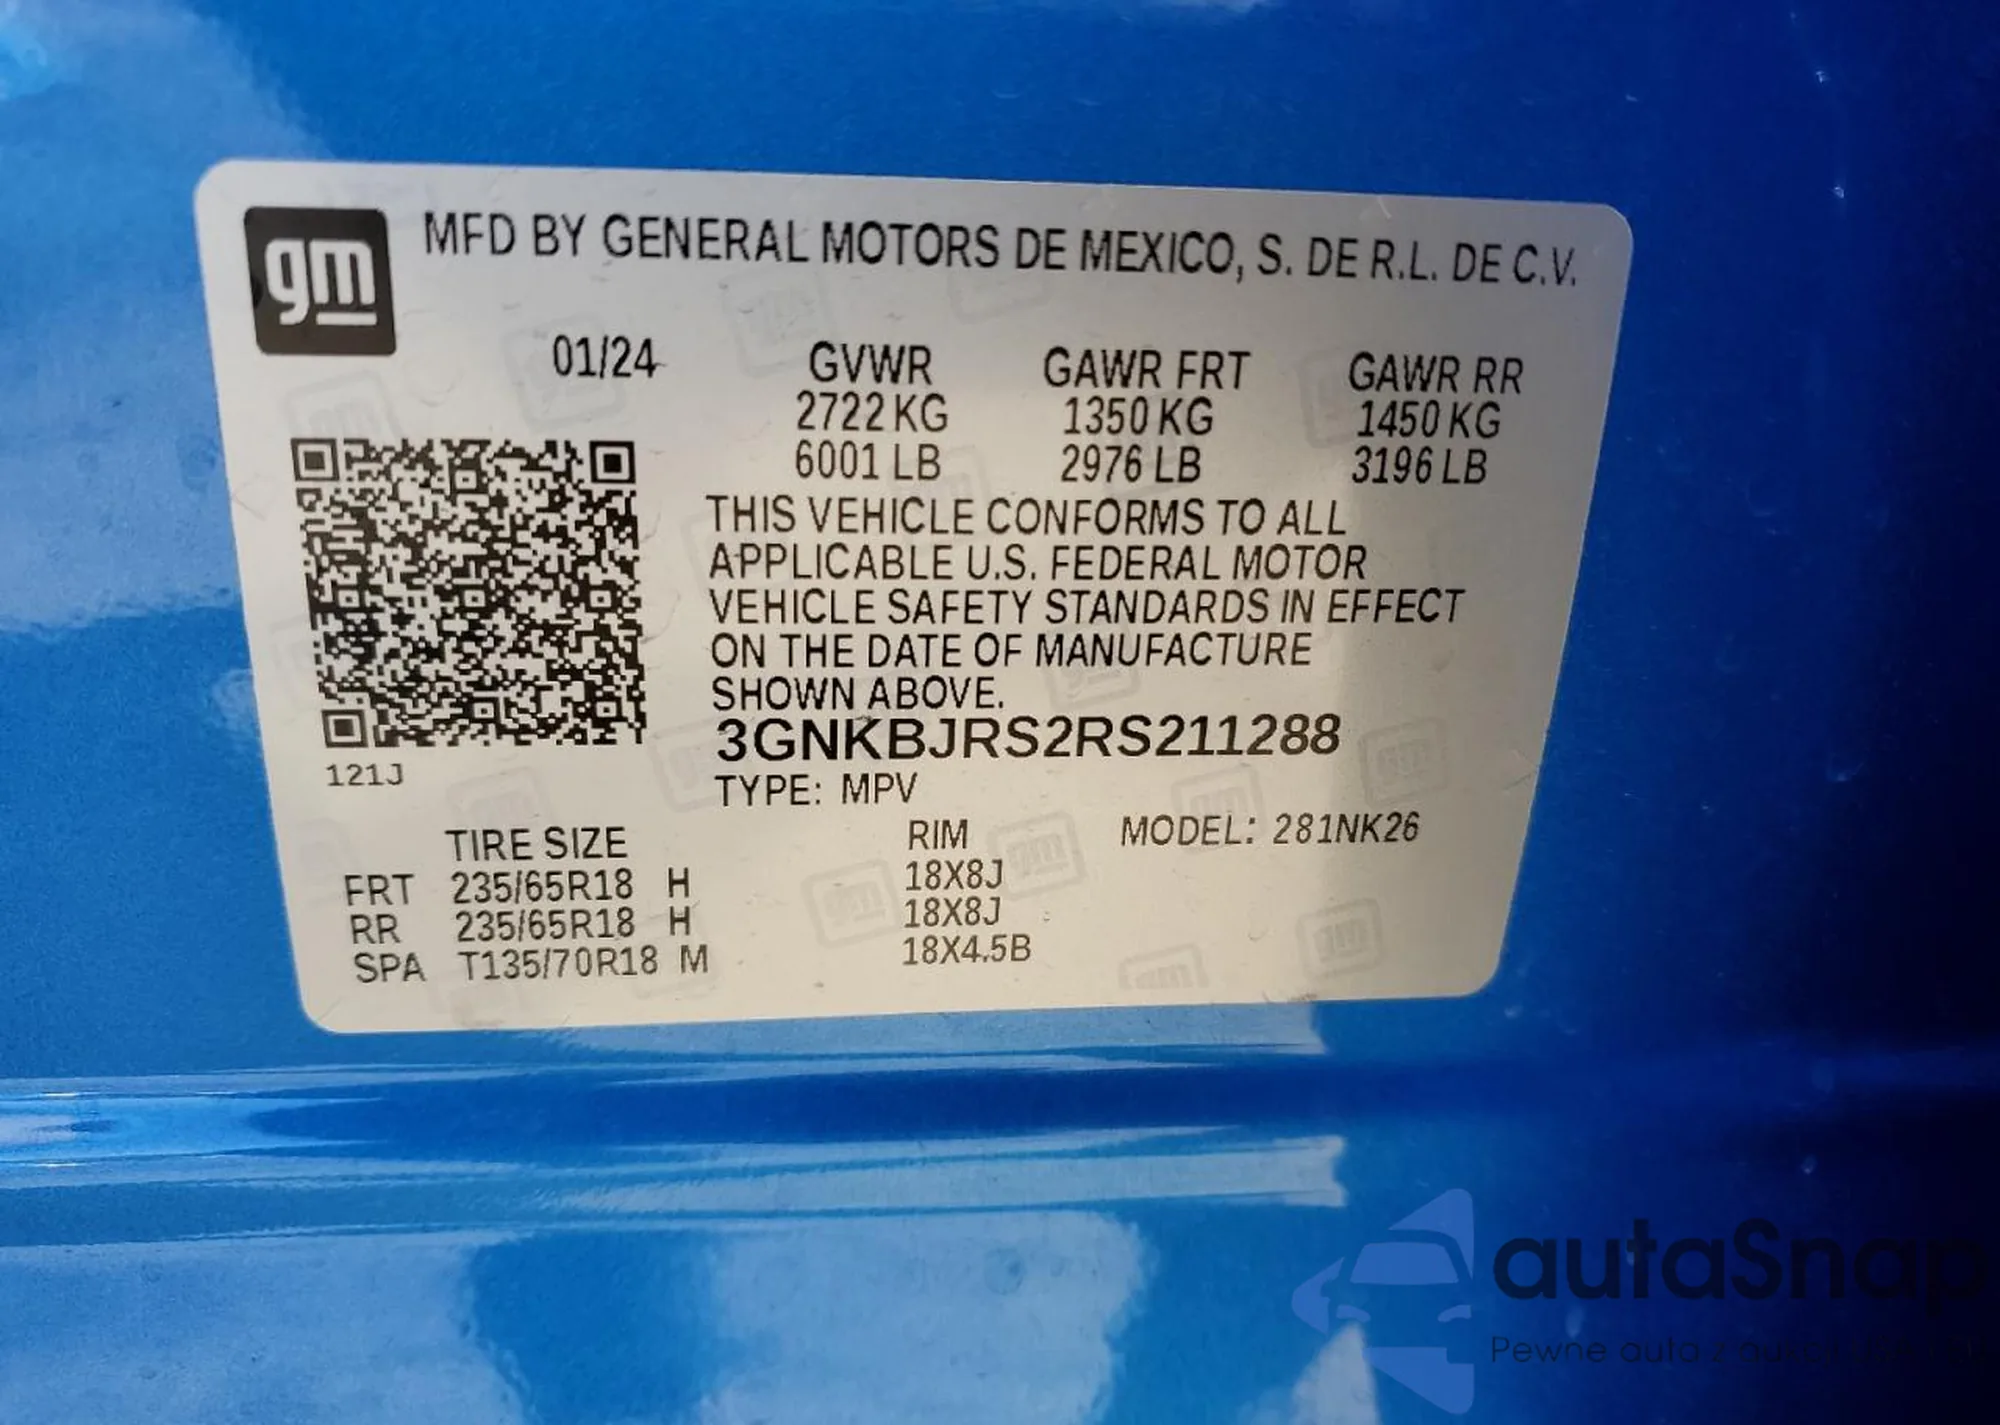 gm
MFD BY GENERAL MOTORS DE MEXICO, S. DE R.L. DE C.V.
01/24 GVWR GAWR FRT GAWR RR
2722 KG 1350 KG 1450 KG
6001 LB 2976 LB 3196 LB
THIS VEHICLE CONFORMS TO ALL
APPLICABLE U.S. FEDERAL MOTOR
VEHICLE SAFETY STANDARDS IN EFFECT
ON THE DATE OF MANUFACTURE
SHOWN ABOVE.
3GNKBJRS2RS211288
121J
TYPE: MPV
TIRE SIZE RIM MODEL: 281NK26
FRT 235/65R18 H 18X8J
RR 235/65R18 H 18X8J
SPA T135/70R18 M 18X4.5B
autaSnap
Pewne auto z